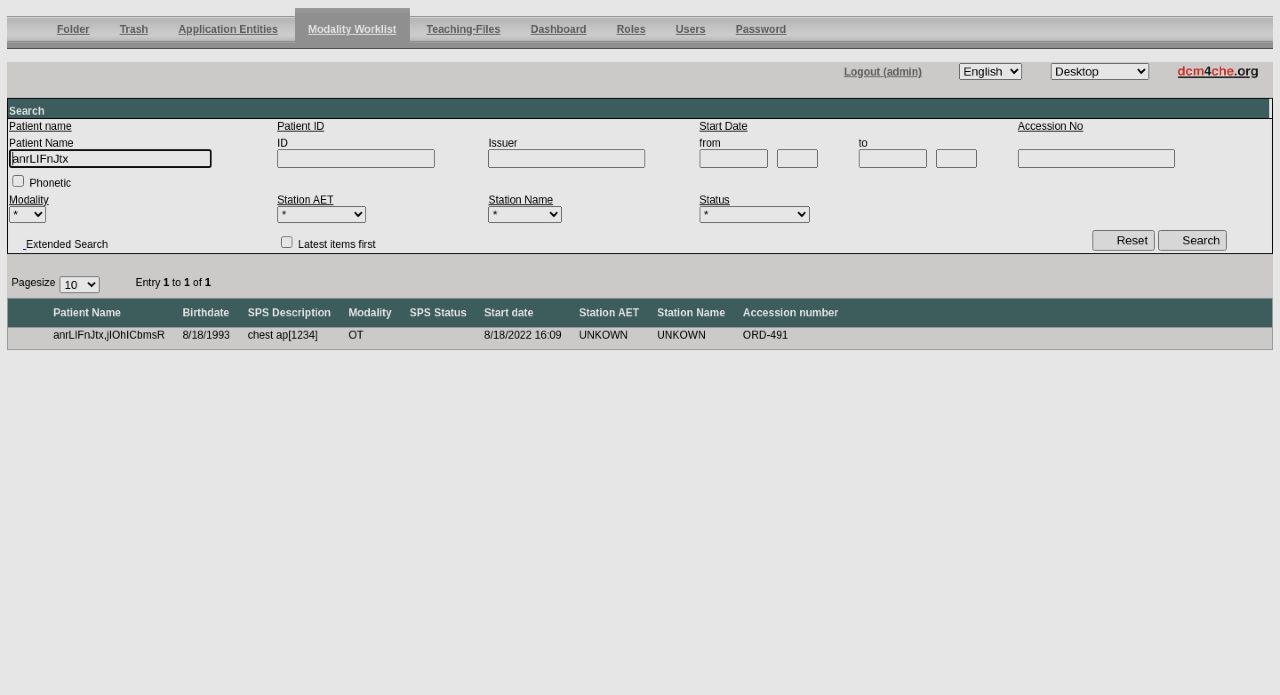 Folder Trash Application Entities Modality Worklist Teaching-Files Dashboard Roles Users Password
Logout (admin) English Desktop dcm4che.org
Search
Patient name Patient ID Start Date Accession No
Patient Name ID Issuer from to
anrLIFnJtx
Phonetic
Modality Station AET Station Name Status
* * * *
Extended Search Latest items first Reset Search
Pagesize 10 Entry 1 to 1 of 1
Patient Name Birthdate SPS Description Modality SPS Status Start date Station AET Station Name Accession number
anrLIFnJtx,jIOhICbmsR 8/18/1993 chest ap[1234] OT 8/18/2022 16:09 UNKOWN UNKOWN ORD-491